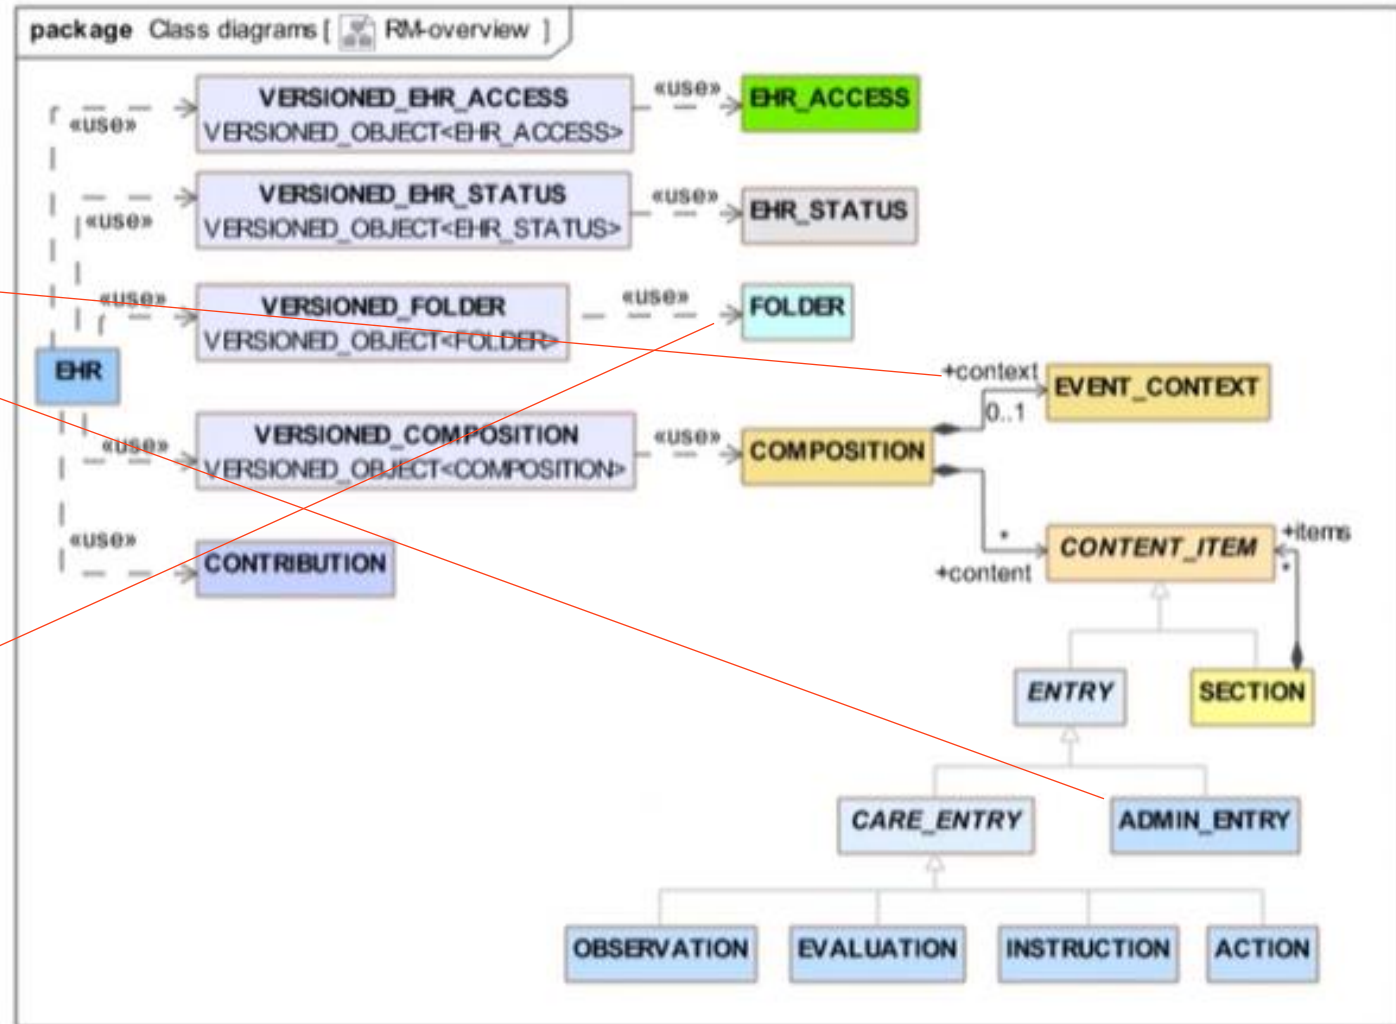 package Class diagrams [ RM-overview ]
VERSIONED_EHR_ACCESS
VERSIONED_OBJECT<EHR_ACCESS>
«use»
«use»
EHR_ACCESS
VERSIONED_EHR_STATUS
VERSIONED_OBJECT<EHR_STATUS>
«use»
«use»
EHR_STATUS
VERSIONED_FOLDER
VERSIONED_OBJECT<FOLDER>
«use»
«use»
FOLDER
EHR
+context
0..1
EVENT_CONTEXT
VERSIONED_COMPOSITION
VERSIONED_OBJECT<COMPOSITION>
«use»
«use»
COMPOSITION
CONTRIBUTION
«use»
*
+content
CONTENT_ITEM
+items
*
ENTRY
SECTION
CARE_ENTRY
ADMIN_ENTRY
OBSERVATION
EVALUATION
INSTRUCTION
ACTION